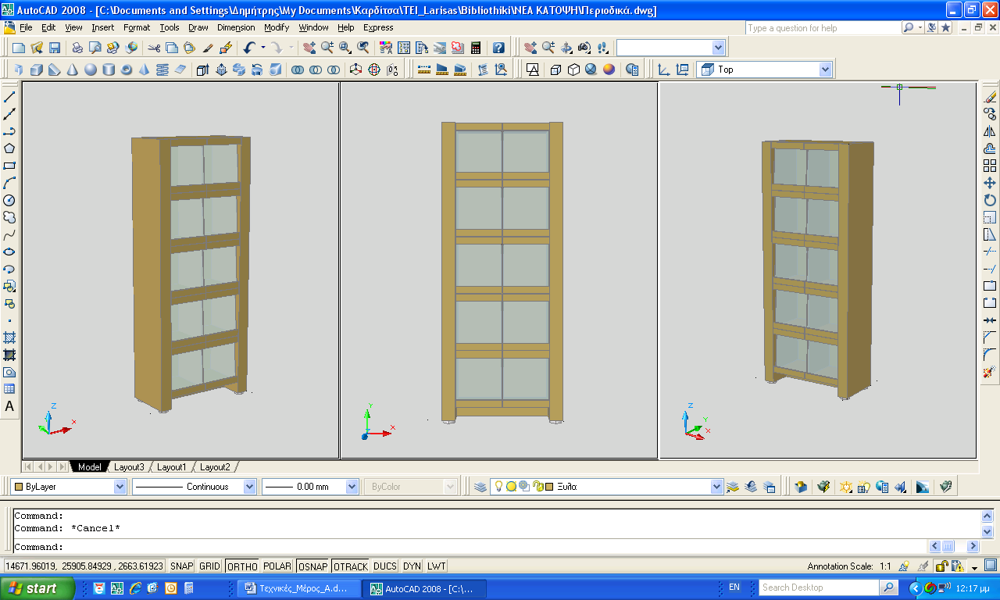 AutoCAD 2008 - [C:\Documents and Settings\Δημήτρης\My Documents\Καρδίτσα\TEI_Larisas\Bibliothiki\ΝΕΑ ΚΑΤΟΨΗ\Περιοδικά.dwg]
File Edit View Insert Format Tools Draw Dimension Modify Window Help Express
Type a question for help
Top
A
Z
X
Y
X
Z
Z
Y
X
Model Layout3 Layout1 Layout2
ByLayer Continuous 0.00 mm ByColor Ξυλα
Command:
Command: *Cancel*
Command:
14671.96019, 25905.84929 , 2663.61923 SNAP GRID ORTHO POLAR OSNAP OTRACK DUCS DYN LWT Annotation Scale: 1:1
start Τεχνικές_Μέρος_Α.d... AutoCAD 2008 - [C:\... EN Search Desktop 12:17 μμ